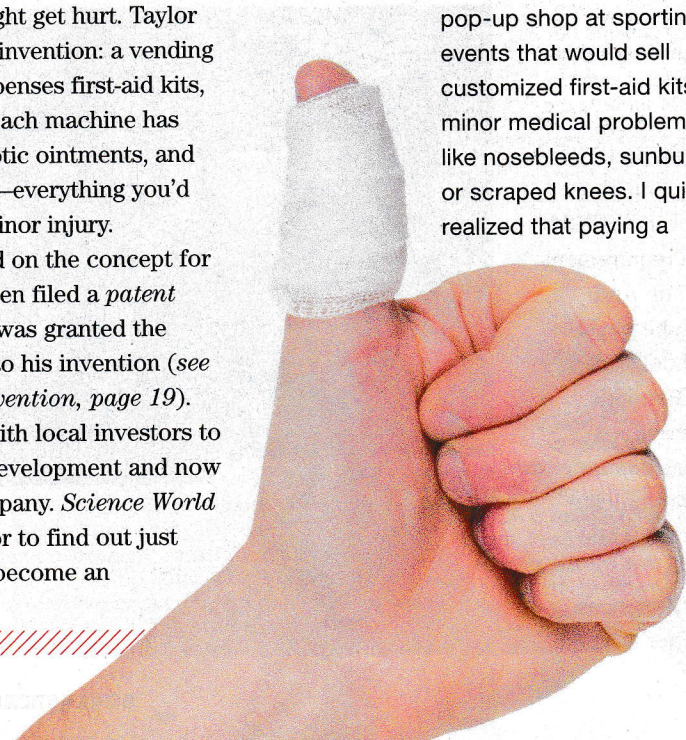 ght get hurt. Taylor
invention: a vending
penses first-aid kits,
ach machine has
tic ointments, and
—everything you'd
inor injury.
d on the concept for
en filed a patent
was granted the
o his invention (see
vention, page 19).
ith local investors to
evelopment and now
pany. Science World
or to find out just
become an
pop-up shop at sportin
events that would sell
customized first-aid kits
minor medical problem
like nosebleeds, sunbu
or scraped knees. I qui
realized that paying a